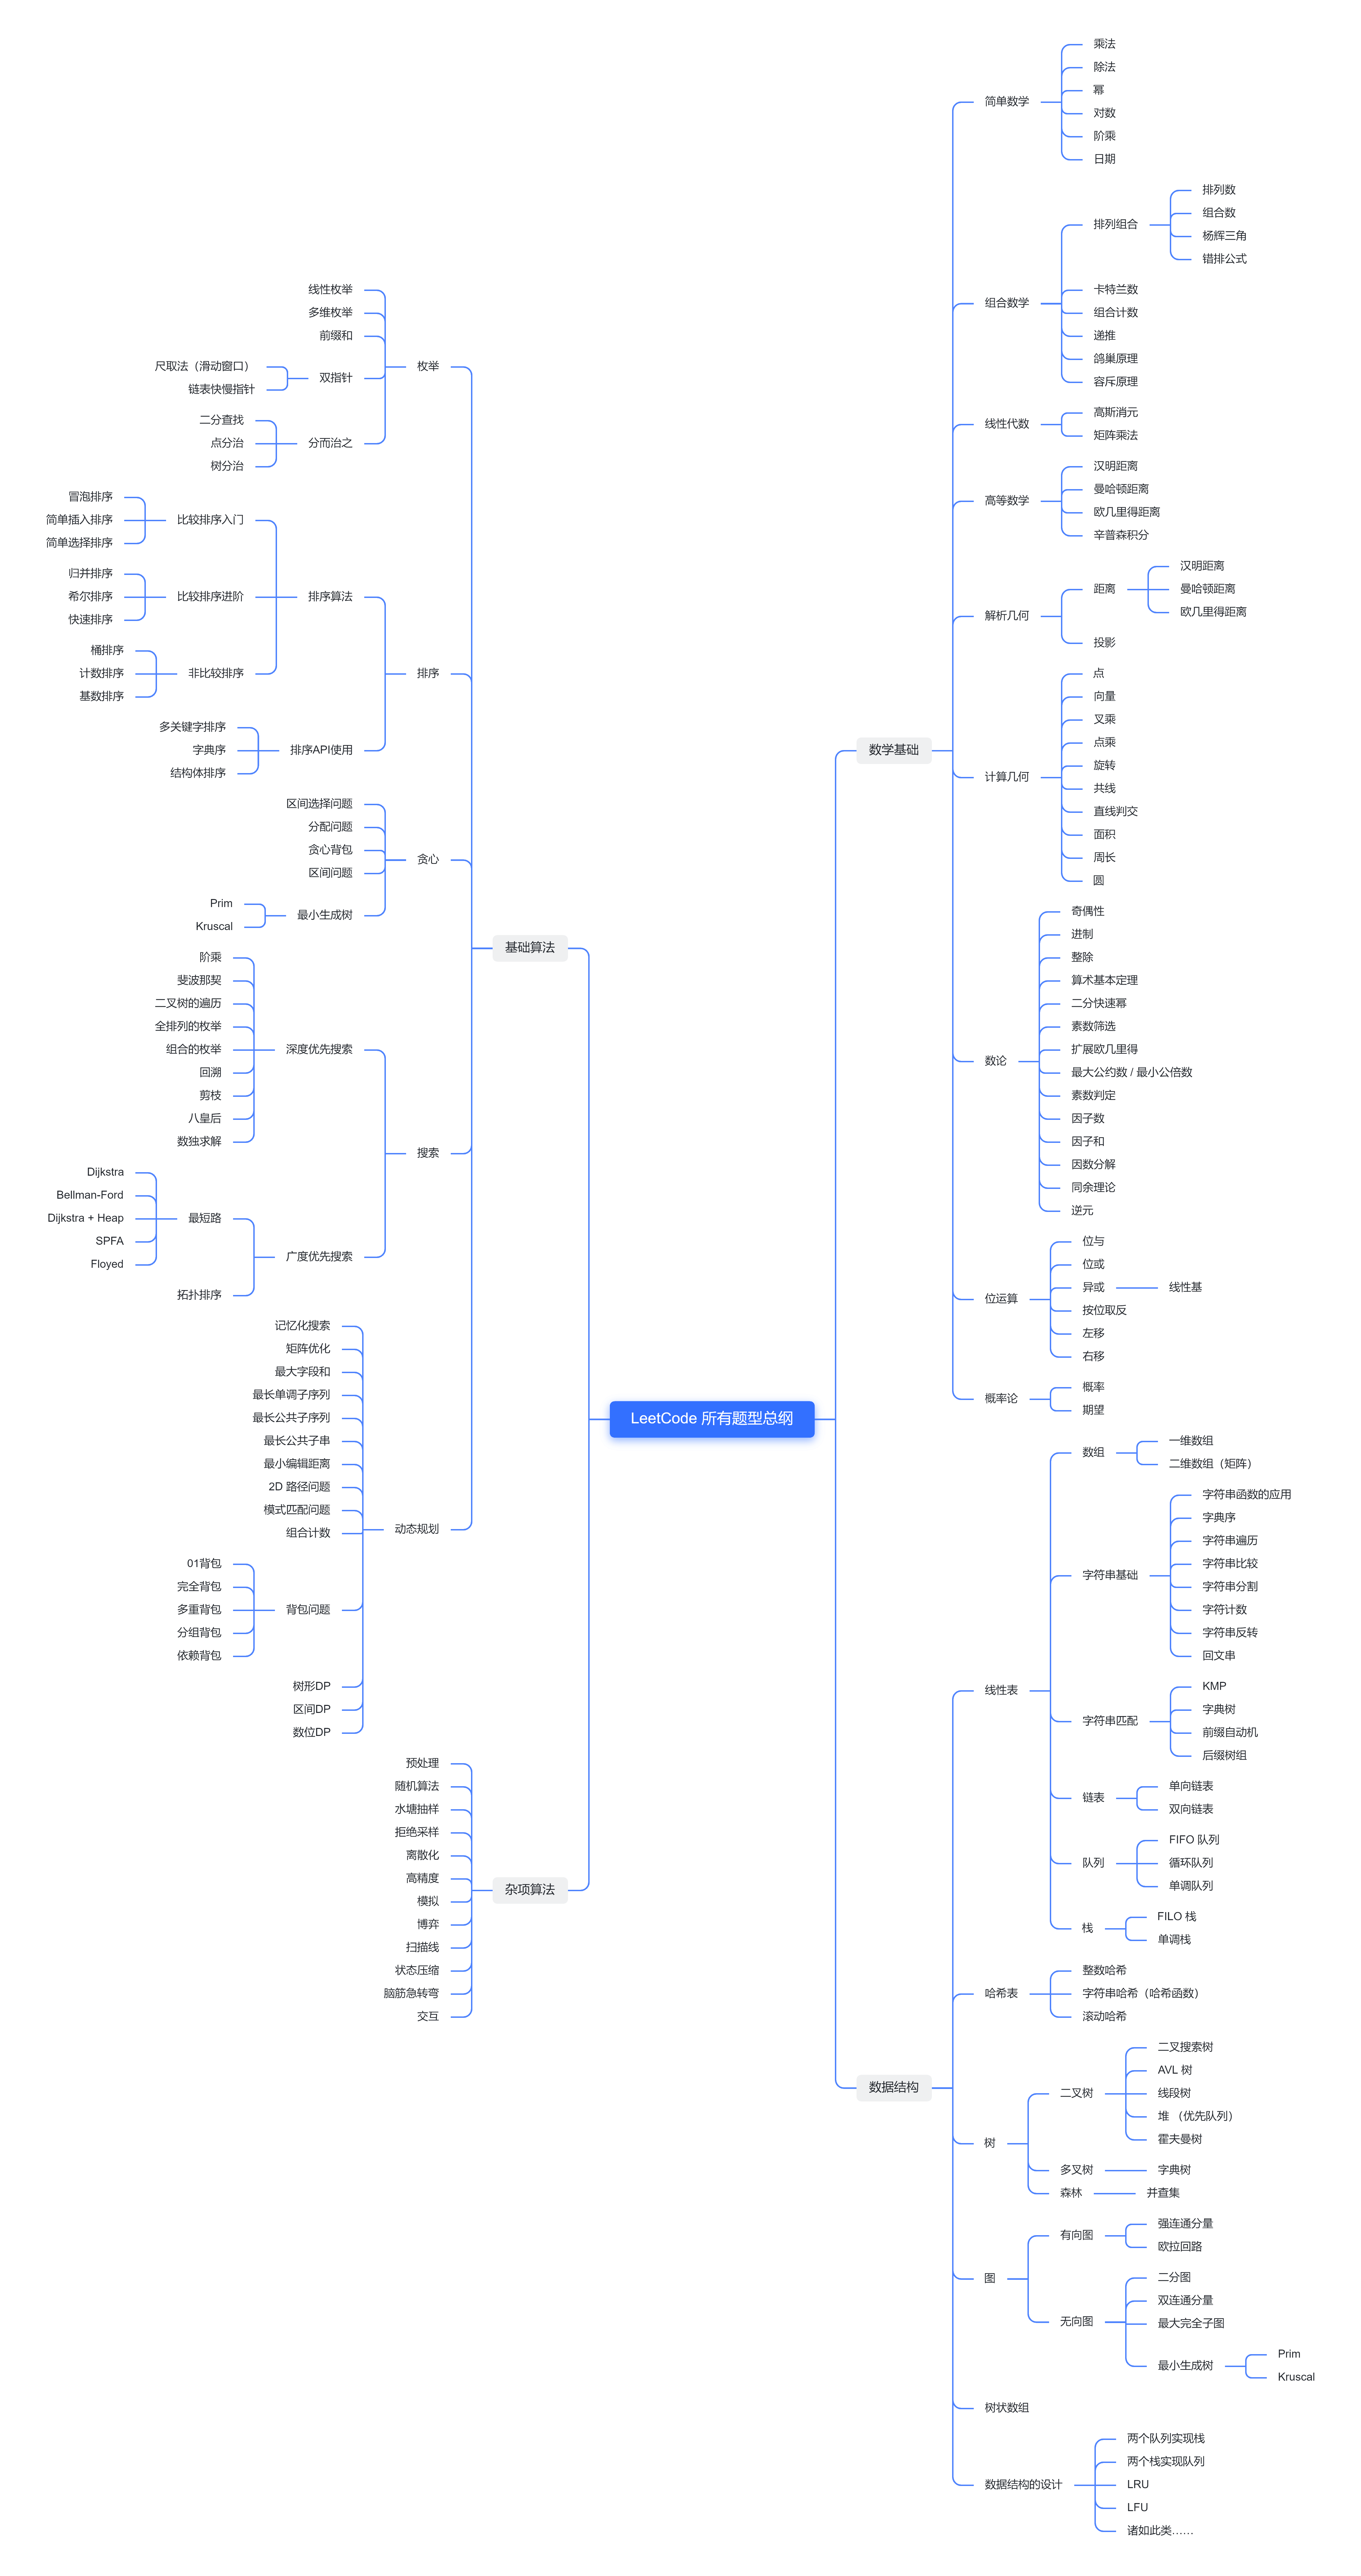 LeetCode 所有题型总纲
数学基础
简单数学
乘法
除法
幂
对数
阶乘
日期
组合数学
排列组合
排列数
组合数
杨辉三角
错排公式
卡特兰数
组合计数
递推
鸽巢原理
容斥原理
线性代数
高斯消元
矩阵乘法
高等数学
汉明距离
曼哈顿距离
欧几里得距离
辛普森积分
解析几何
距离
汉明距离
曼哈顿距离
欧几里得距离
投影
计算几何
点
向量
叉乘
点乘
旋转
共线
直线判交
面积
周长
圆
数论
奇偶性
进制
整除
算术基本定理
二分快速幂
素数筛选
扩展欧几里得
最大公约数 / 最小公倍数
素数判定
因子数
因子和
因数分解
同余理论
逆元
位运算
位与
位或
异或
线性基
按位取反
左移
右移
概率论
概率
期望
数据结构
线性表
数组
一维数组
二维数组（矩阵）
字符串基础
字符串函数的应用
字典序
字符串遍历
字符串比较
字符串分割
字符计数
字符串反转
回文串
字符串匹配
KMP
字典树
前缀自动机
后缀树组
链表
单向链表
双向链表
队列
FIFO 队列
循环队列
单调队列
栈
FILO 栈
单调栈
哈希表
整数哈希
字符串哈希（哈希函数）
滚动哈希
树
二叉树
二叉搜索树
AVL 树
线段树
堆 （优先队列）
霍夫曼树
多叉树
字典树
森林
并查集
图
有向图
强连通分量
欧拉回路
无向图
二分图
双连通分量
最大完全子图
最小生成树
Prim
Kruscal
树状数组
数据结构的设计
两个队列实现栈
两个栈实现队列
LRU
LFU
诸如此类……
基础算法
枚举
线性枚举
多维枚举
前缀和
双指针
尺取法（滑动窗口）
链表快慢指针
分而治之
二分查找
点分治
树分治
排序
排序算法
比较排序入门
冒泡排序
简单插入排序
简单选择排序
比较排序进阶
归并排序
希尔排序
快速排序
非比较排序
桶排序
计数排序
基数排序
排序API使用
多关键字排序
字典序
结构体排序
贪心
区间选择问题
分配问题
贪心背包
区间问题
最小生成树
Prim
Kruscal
搜索
深度优先搜索
阶乘
斐波那契
二叉树的遍历
全排列的枚举
组合的枚举
回溯
剪枝
八皇后
数独求解
广度优先搜索
最短路
Dijkstra
Bellman-Ford
Dijkstra + Heap
SPFA
Floyed
拓扑排序
动态规划
记忆化搜索
矩阵优化
最大字段和
最长单调子序列
最长公共子序列
最长公共子串
最小编辑距离
2D 路径问题
模式匹配问题
组合计数
背包问题
01背包
完全背包
多重背包
分组背包
依赖背包
树形DP
区间DP
数位DP
杂项算法
预处理
随机算法
水塘抽样
拒绝采样
离散化
高精度
模拟
博弈
扫描线
状态压缩
脑筋急转弯
交互